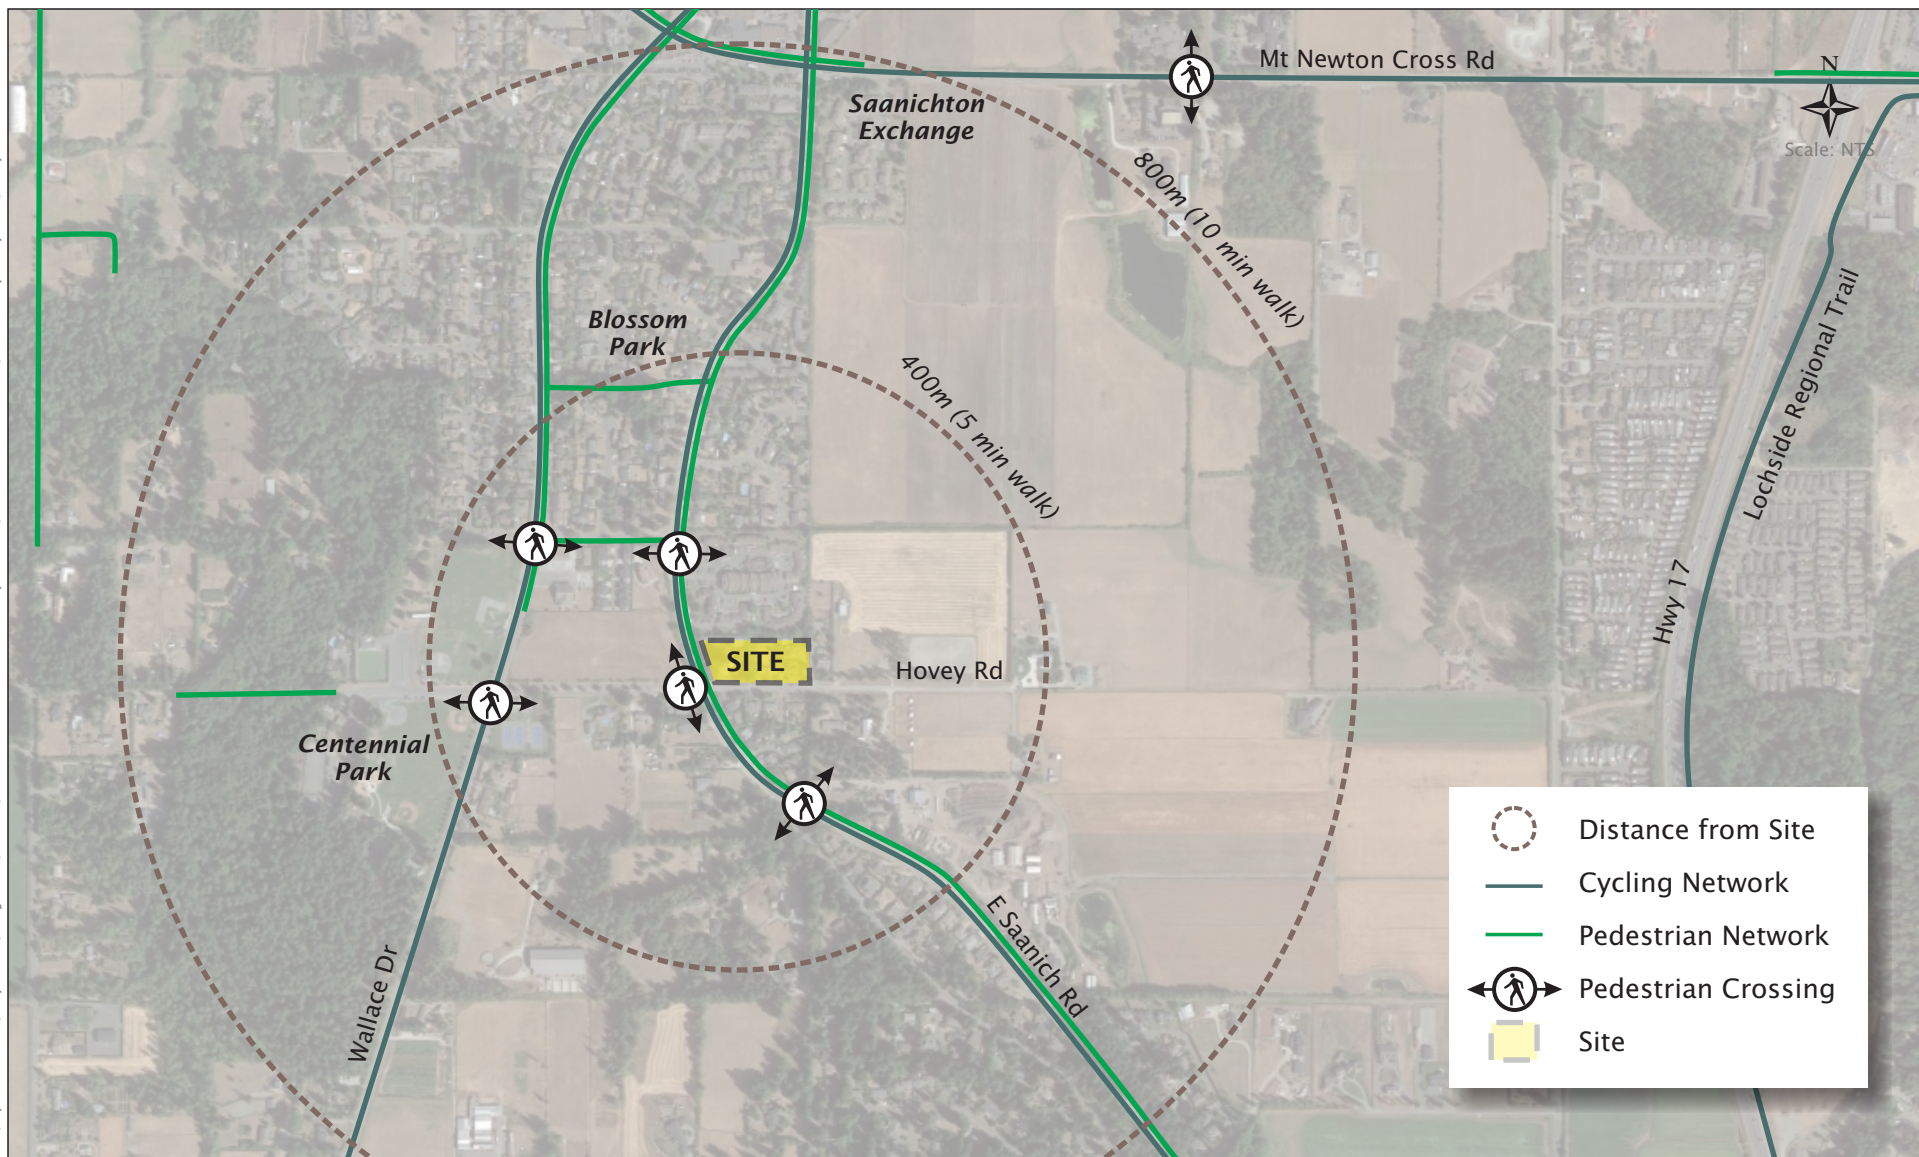 Mt Newton Cross Rd
N
Scale: NTS
Saanichton
Exchange
800m (10 min walk)
Blossom
Park
400m (5 min walk)
Lochside Regional Trail
Hwy 17
SITE
Hovey Rd
Centennial
Park
E Saanich Rd
Wallace Dr
Distance from Site
Cycling Network
Pedestrian Network
Pedestrian Crossing
Site